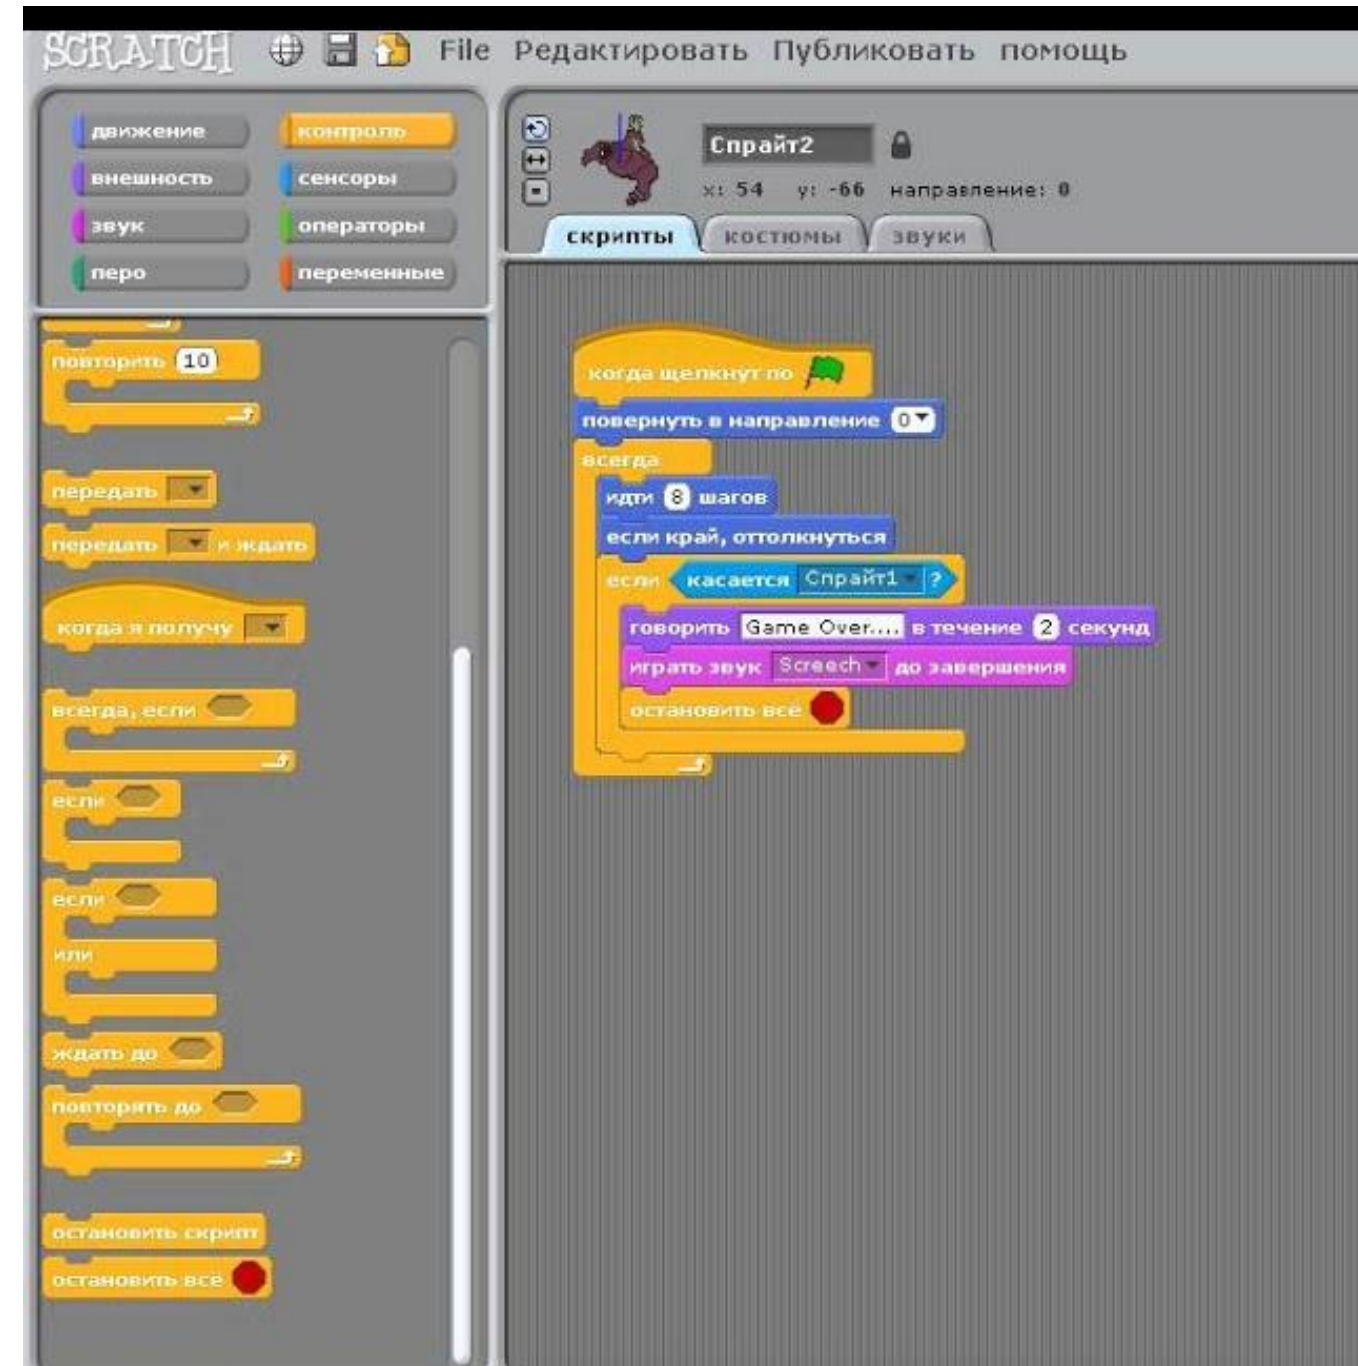 SCRATCH File Редактировать Публиковать помощь
движение контроль
внешность сенсоры
звук операторы
перо переменные
Спрайт2
x: 54 y: -66 направление: 0
скрипты костюмы звуки
повторить 10
передать
передать и ждать
когда я получу
всегда, если
если
если
или
ждать до
повторять до
остановить скрипт
остановить всё
когда щелкнут по
повернуть в направление 0
всегда
идти 8 шагов
если край, оттолкнуться
если касается Спрайт1 ?
говорить Game Over.... в течение 2 секунд
играть звук Screech до завершения
остановить всё